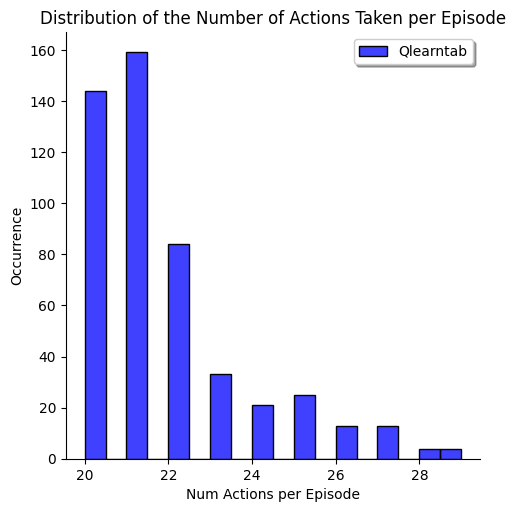 Distribution of the Number of Actions Taken per Episode
Qlearntab
160
140
120
100
80
60
40
20
0
Occurrence
20 22 24 26 28
Num Actions per Episode